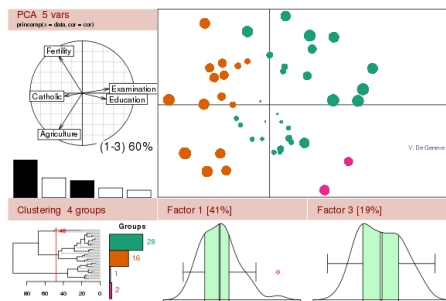 PCA 5 vars
princomp(x = data, cor = cor)
Fertility
Catholic
Examination
Education
Agriculture
(1-3) 60%
V. De Geneve
Clustering 4 groups
Factor 1 [41%]
Factor 3 [19%]
48
Groups
28
16
1
2
80 60 40 20 0